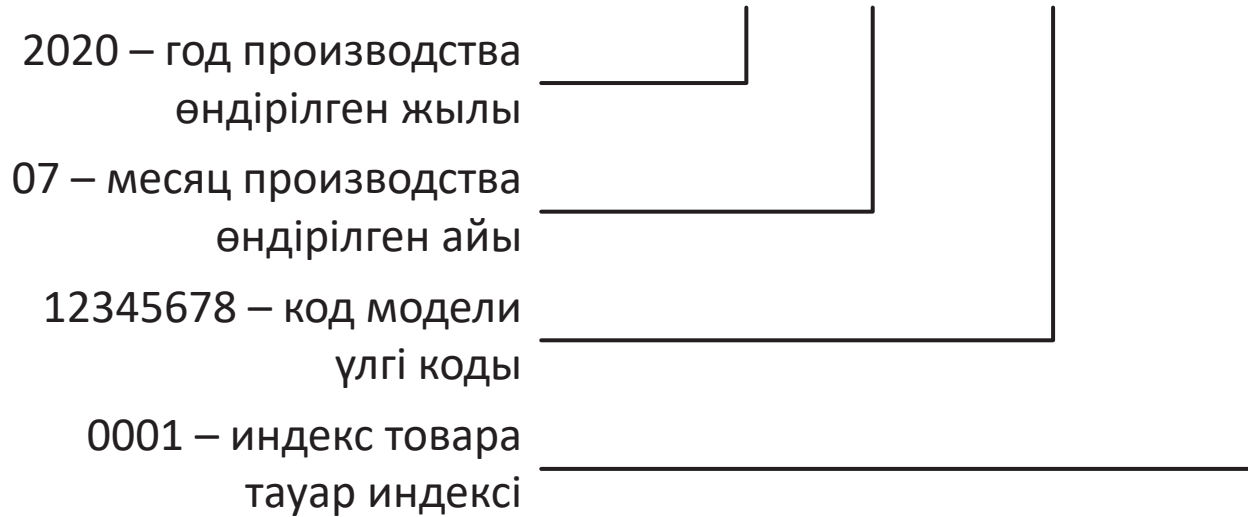 2020 – год производства
өндірілген жылы
07 – месяц производства
өндірілген айы
12345678 – код модели
үлгі коды
0001 – индекс товара
тауар индексі